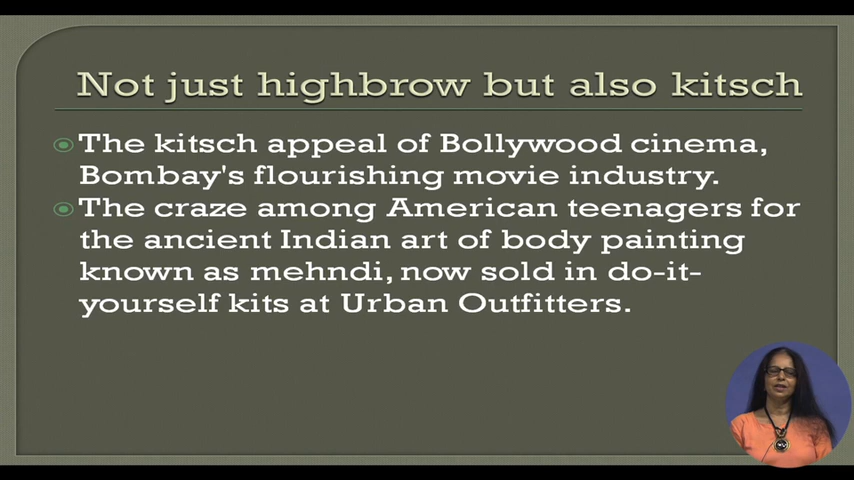 Not just highbrow but also kitsch
The kitsch appeal of Bollywood cinema,
Bombay's flourishing movie industry.
The craze among American teenagers for
the ancient Indian art of body painting
known as mehndi, now sold in do-it-
yourself kits at Urban Outfitters.